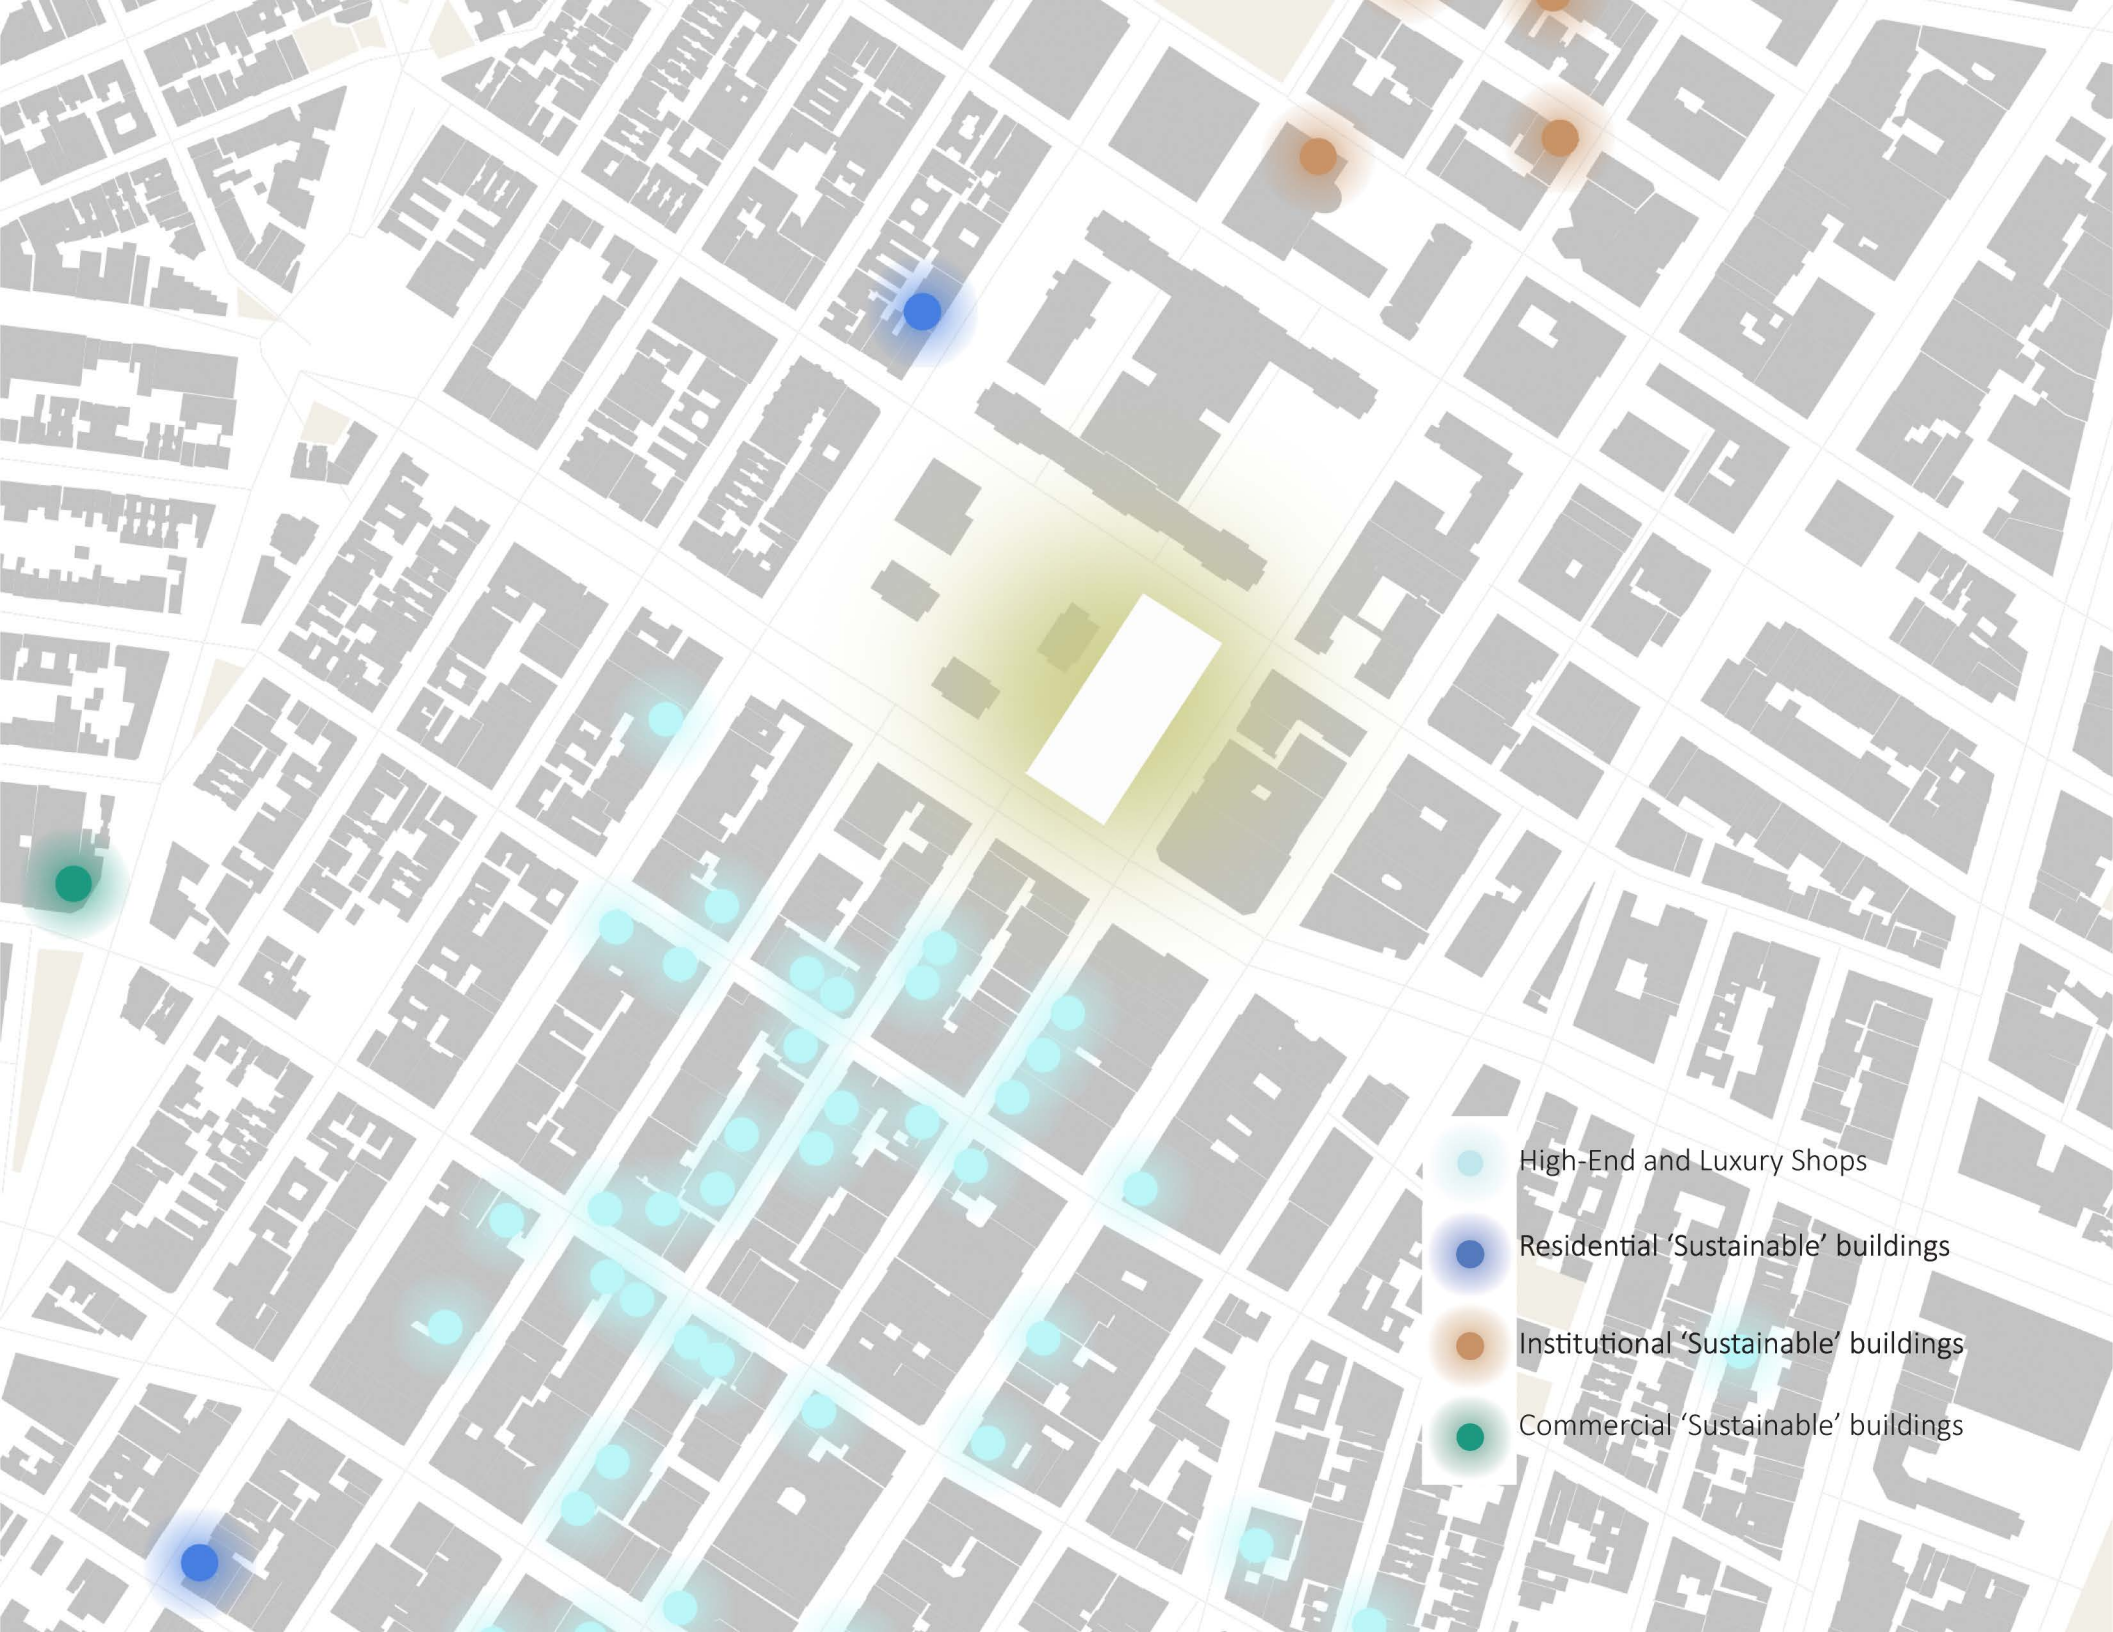 High-End and Luxury Shops
Residential ‘Sustainable’ buildings
Institutional ‘Sustainable’ buildings
Commercial ‘Sustainable’ buildings